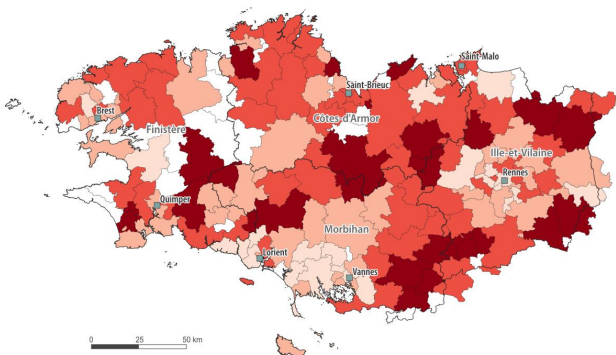 Saint-Malo
Saint-Brieuc
Brest
Côtes-d'Armor
Finistère
Ille-et-Vilaine
Rennes
Quimper
Morbihan
Lorient
Vannes
0 25 50 km